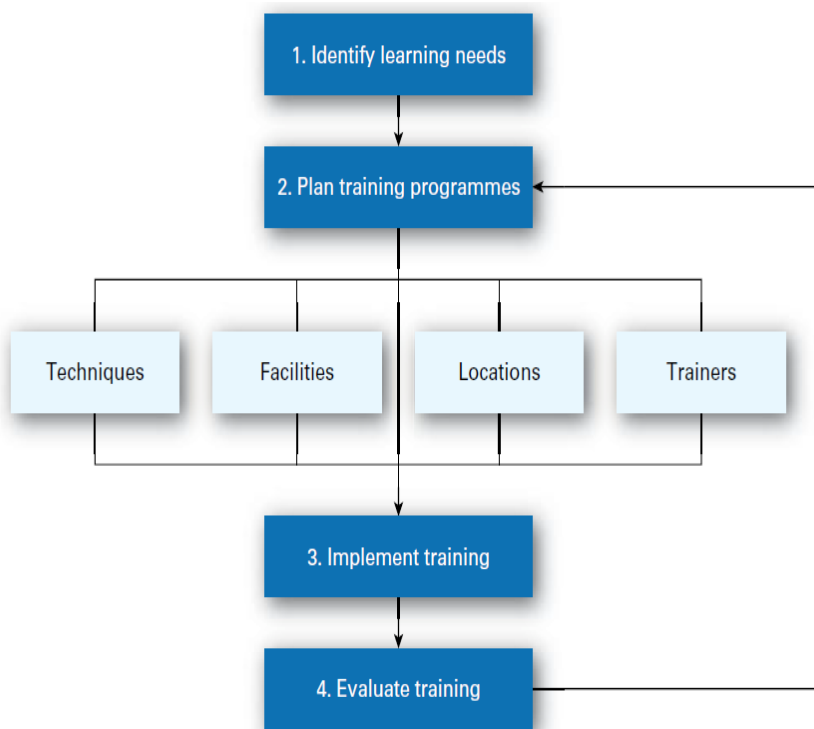 1. Identify learning needs
2. Plan training programmes
Techniques
Facilities
Locations
Trainers
3. Implement training
4. Evaluate training